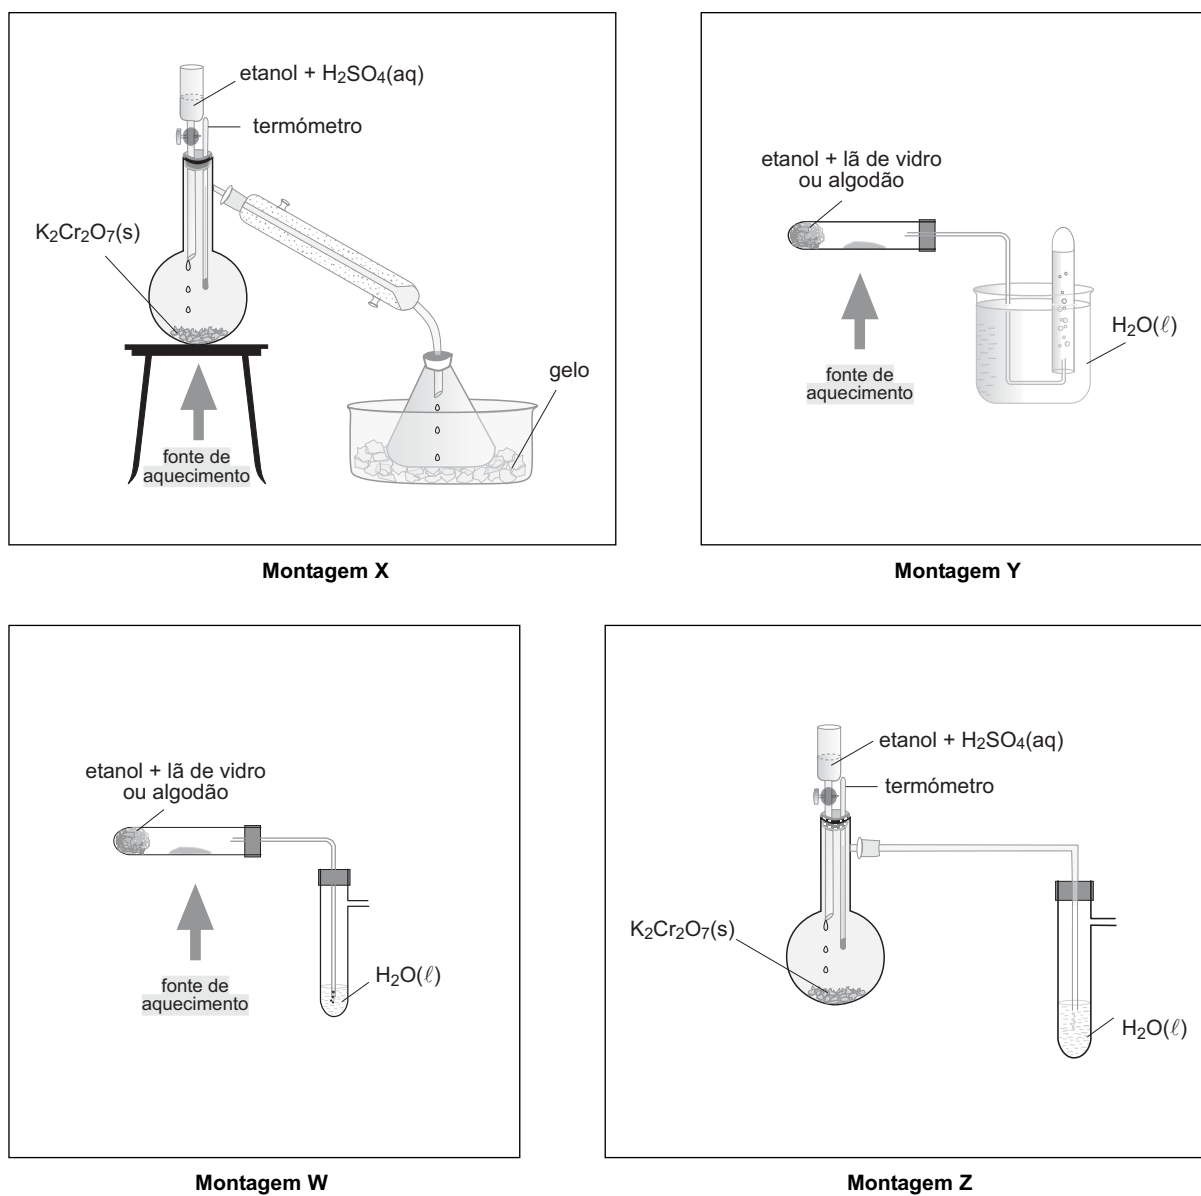 etanol + H₂SO₄(aq)
termómetro
K₂Cr₂O₇(s)
gelo
fonte de
aquecimento
Montagem X
etanol + lã de vidro
ou algodão
H₂O(ℓ)
fonte de
aquecimento
Montagem Y
etanol + lã de vidro
ou algodão
H₂O(ℓ)
fonte de
aquecimento
Montagem W
etanol + H₂SO₄(aq)
termómetro
K₂Cr₂O₇(s)
H₂O(ℓ)
Montagem Z